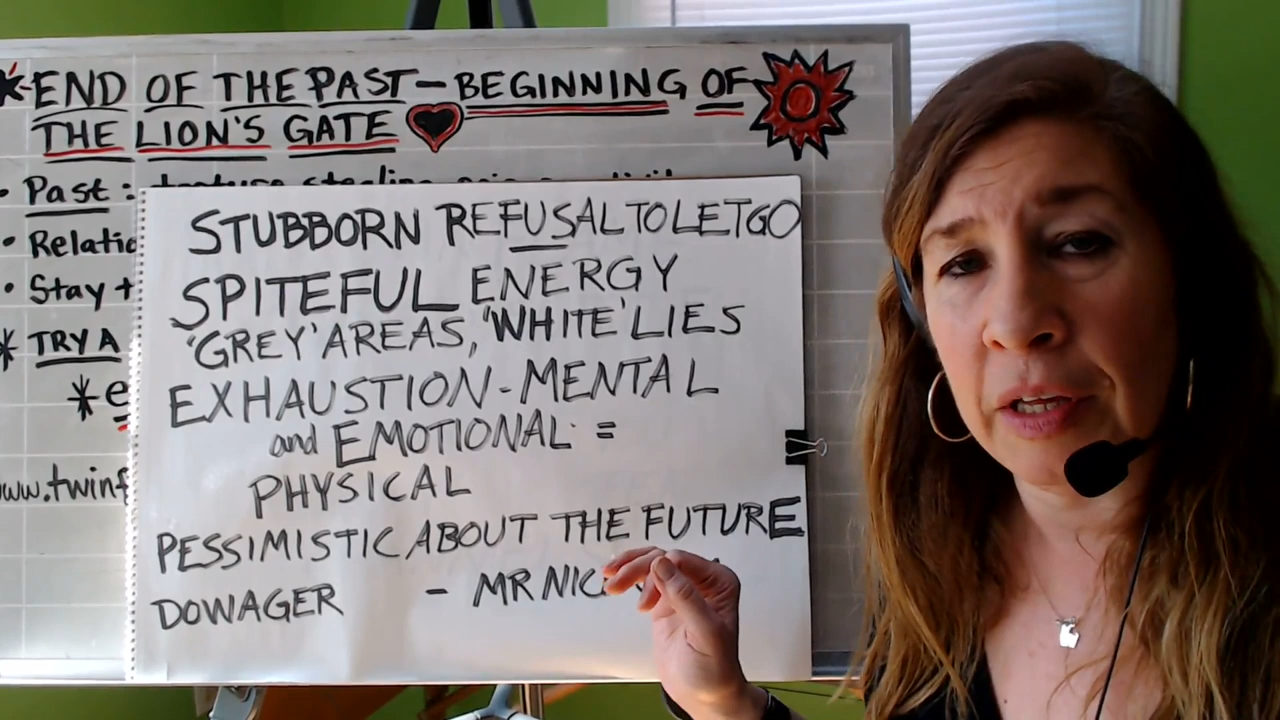 END OF THE PAST - BEGINNING OF
THE LION'S GATE
• Past:
• Relatio
• Stay
* TRY A
* e
www.twinf
STUBBORN REFUSAL TO LET GO
SPITEFUL ENERGY
'GREY' AREAS, 'WHITE' LIES
EXHAUSTION - MENTAL
and EMOTIONAL =
PHYSICAL
PESSIMISTIC ABOUT THE FUTURE
DOWAGER - MR NIC